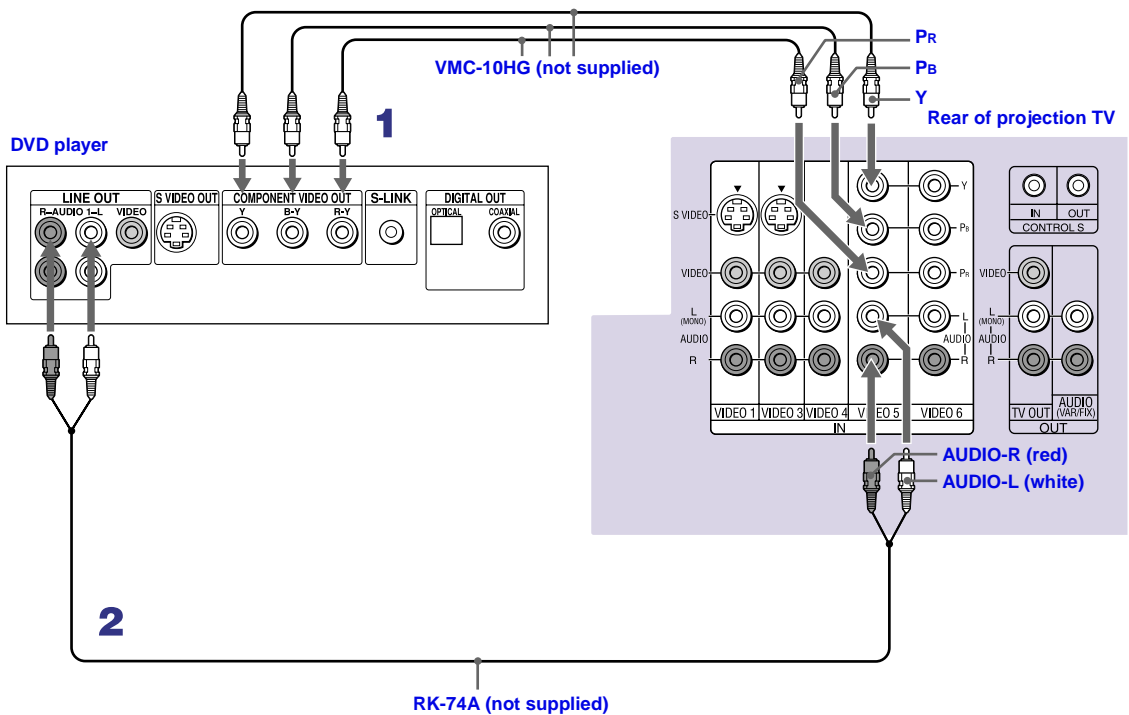 PR
VMC-10HG (not supplied)
PB
Y
1
Rear of projection TV
DVD player
LINE OUT
S VIDEO OUT
COMPONENT VIDEO OUT
S-LINK
DIGITAL OUT
R–AUDIO 1–L
VIDEO
Y
B-Y
R-Y
OPTICAL
COAXIAL
S VIDEO
VIDEO
L
(MONO)
AUDIO
R
Y
PB
PR
L
AUDIO
R
IN
OUT
CONTROL S
VIDEO
L
(MONO)
AUDIO
R
VIDEO 1
VIDEO 3
VIDEO 4
VIDEO 5
VIDEO 6
IN
TV OUT
AUDIO
(VAR/FIX)
OUT
AUDIO-R (red)
AUDIO-L (white)
2
RK-74A (not supplied)